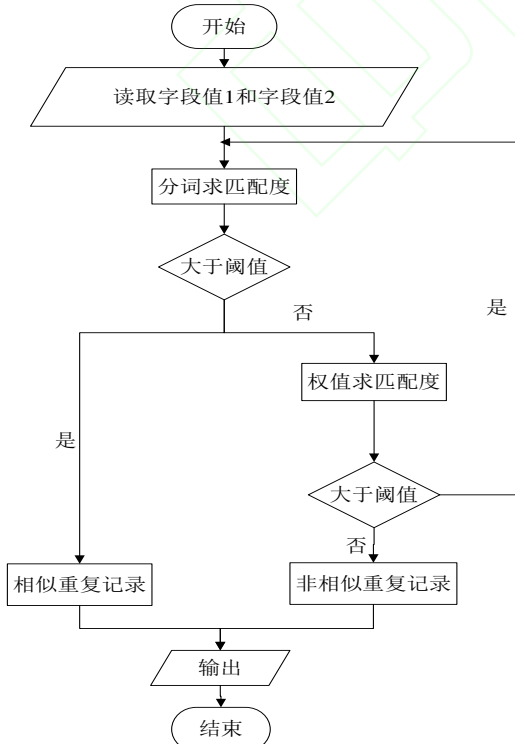 开始
读取字段值1和字段值2
分词求匹配度
大于阈值
否
是
权值求匹配度
是
大于阈值
否
相似重复记录
非相似重复记录
输出
结束